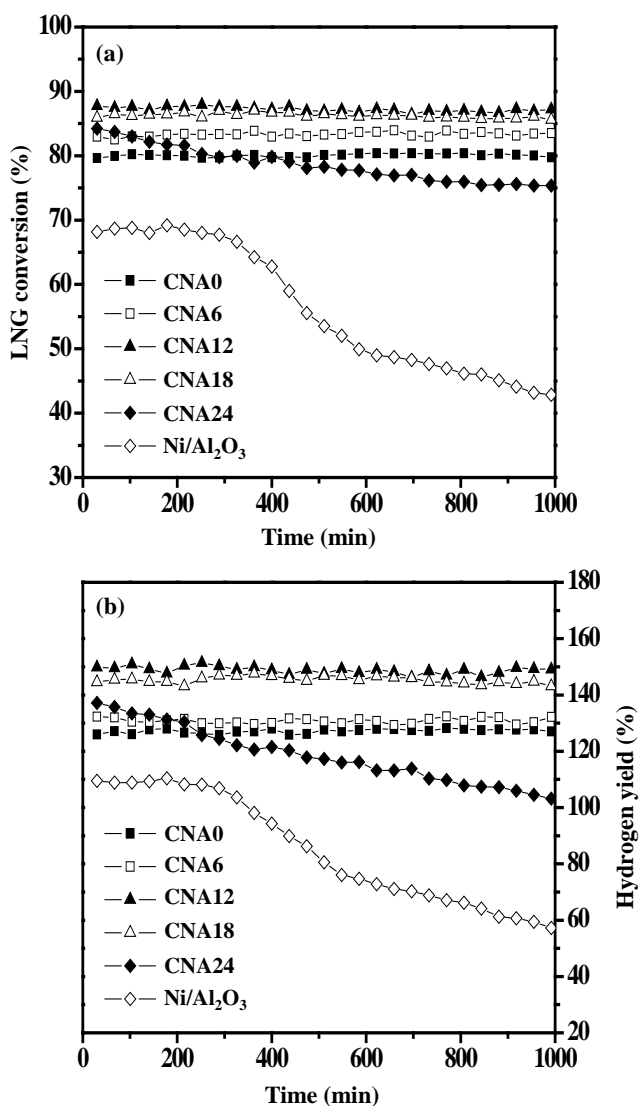 (a)
100
90
80
70
60
50
40
30
LNG conversion (%)
CNA0
CNA6
CNA12
CNA18
CNA24
Ni/Al₂O₃
0 200 400 600 800 1000
Time (min)
(b)
180
160
140
120
100
80
60
40
20
Hydrogen yield (%)
CNA0
CNA6
CNA12
CNA18
CNA24
Ni/Al₂O₃
0 200 400 600 800 1000
Time (min)